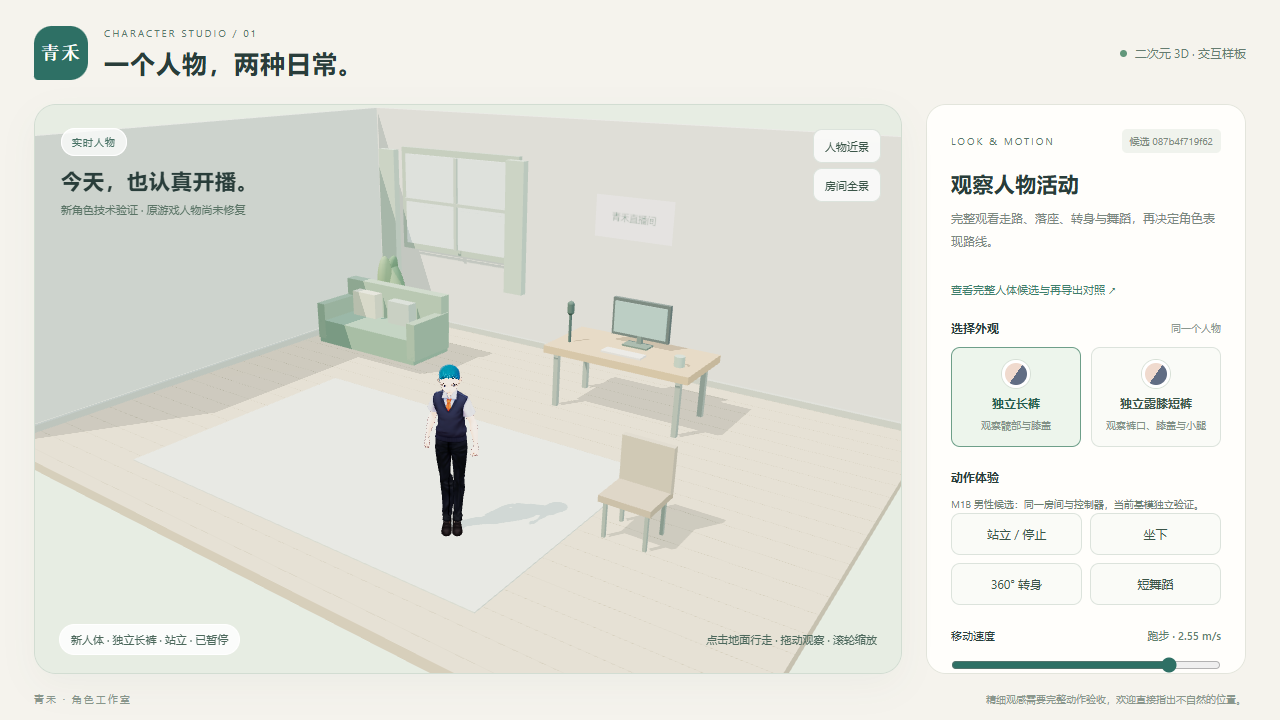 青禾
CHARACTER STUDIO / 01
一个人物，两种日常。
二次元 3D · 交互样板
实时人物
今天，也认真开播。
新角色技术验证 · 原游戏人物尚未修复
人物近景
房间全景
青禾直播间
新人体 · 独立长裤 · 站立 · 已暂停
点击地面行走 · 拖动观察 · 滚轮缩放
LOOK & MOTION
候选 087b4f719f62
观察人物活动
完整观看走路、落座、转身与舞蹈，再决定角色表
现路线。
查看完整人体候选与再导出对照 ↗
选择外观
同一个人物
独立长裤
观察髋部与膝盖
独立露膝短裤
观察裤口、膝盖与小腿
动作体验
M1B 男性候选：同一房间与控制器，当前基模独立验证。
站立 / 停止
坐下
360° 转身
短舞蹈
移动速度
跑步 · 2.55 m/s
青禾 · 角色工作室
精细观感需要完整动作验收，欢迎直接指出不自然的位置。